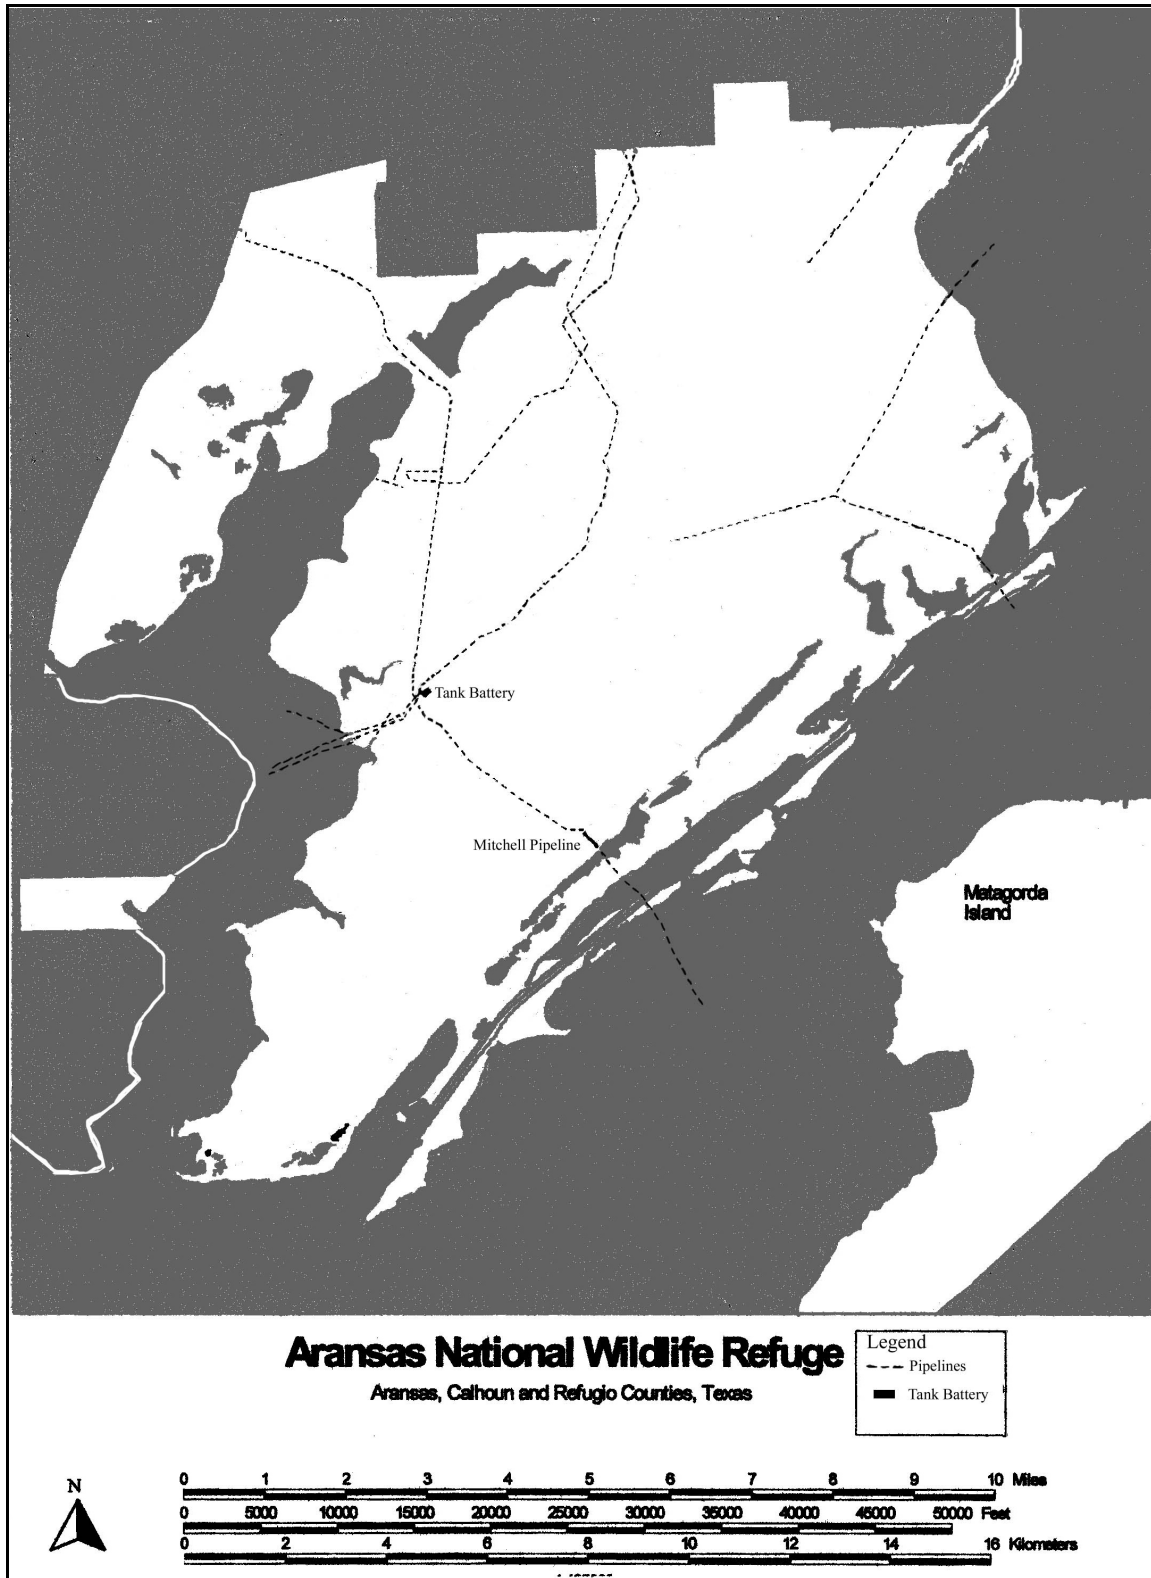 Tank Battery
Mitchell Pipeline
Matagorda
Island
Aransas National Wildlife Refuge
Aransas, Calhoun and Refugio Counties, Texas
Legend
Pipelines
Tank Battery
N
0 1 2 3 4 5 6 7 8 9 10 Miles
0 5000 10000 15000 20000 25000 30000 35000 40000 45000 50000 Feet
0 2 4 6 8 10 12 14 16 Kilometers